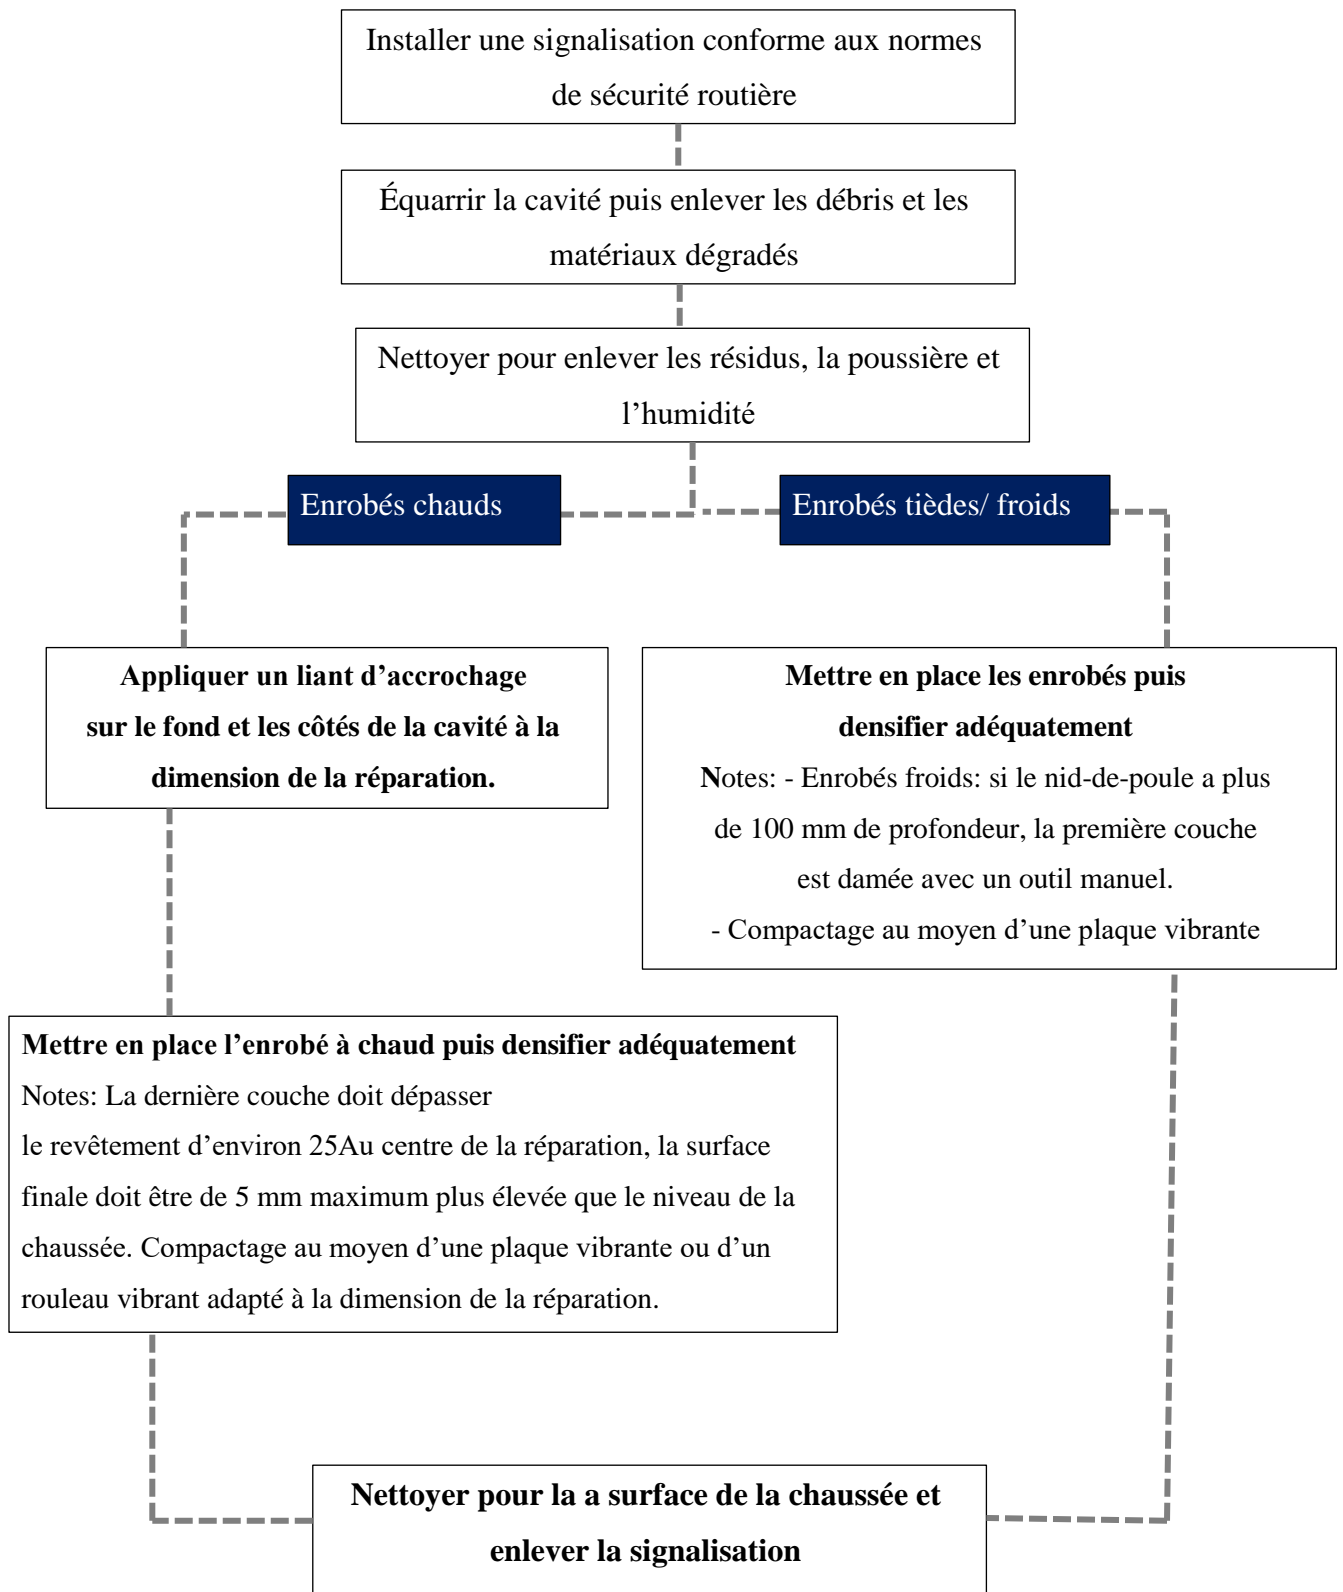 Installer une signalisation conforme aux normes
de sécurité routière
Équarrir la cavité puis enlever les débris et les
matériaux dégradés
Nettoyer pour enlever les résidus, la poussière et
l’humidité
Enrobés chauds
Enrobés tièdes/ froids
Appliquer un liant d’accrochage
sur le fond et les côtés de la cavité à la
dimension de la réparation.
Mettre en place les enrobés puis
densifier adéquatement
Notes: - Enrobés froids: si le nid-de-poule a plus
de 100 mm de profondeur, la première couche
est damée avec un outil manuel.
- Compactage au moyen d’une plaque vibrante
Mettre en place l’enrobé à chaud puis densifier adéquatement
Notes: La dernière couche doit dépasser
le revêtement d’environ 25Au centre de la réparation, la surface
finale doit être de 5 mm maximum plus élevée que le niveau de la
chaussée. Compactage au moyen d’une plaque vibrante ou d’un
rouleau vibrant adapté à la dimension de la réparation.
Nettoyer pour la a surface de la chaussée et
enlever la signalisation